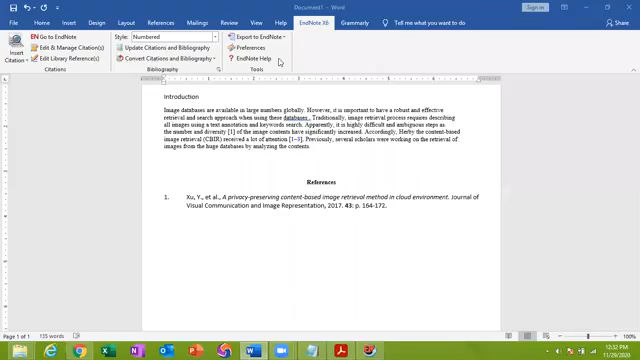 Document1 - Word
Sign in
File Home Insert Design Layout References Mailings Review View Help EndNote X6 Grammarly Tell me what you want to do
Share
Insert Citation
EN Go to EndNote
Edit & Manage Citation(s)
Edit Library Reference(s)
Citations
Style: Numbered
Update Citations and Bibliography
Convert Citations and Bibliography
Bibliography
Export to EndNote
Preferences
? EndNote Help
Tools
Introduction
Image databases are available in large numbers globally. However, it is important to have a robust and effective
retrieval and search approach when using these databases . Traditionally, image retrieval process requires describing
all images using a text annotation and keywords search. Apparently, it is highly difficult and ambiguous steps as
the number and diversity [1] of the image contents have significantly increased. Accordingly, Herby the content-based
image retrieval (CBIR) received a lot of attention [1-3]. Previously, several scholars were working on the retrieval of
images from the huge databases by analyzing the contents.
References
1. Xu, Y., et al., A privacy-preserving content-based image retrieval method in cloud environment. Journal of
Visual Communication and Image Representation, 2017. 43: p. 164-172.
Page 1 of 1 135 words
100%
12:32 PM
11/29/2020